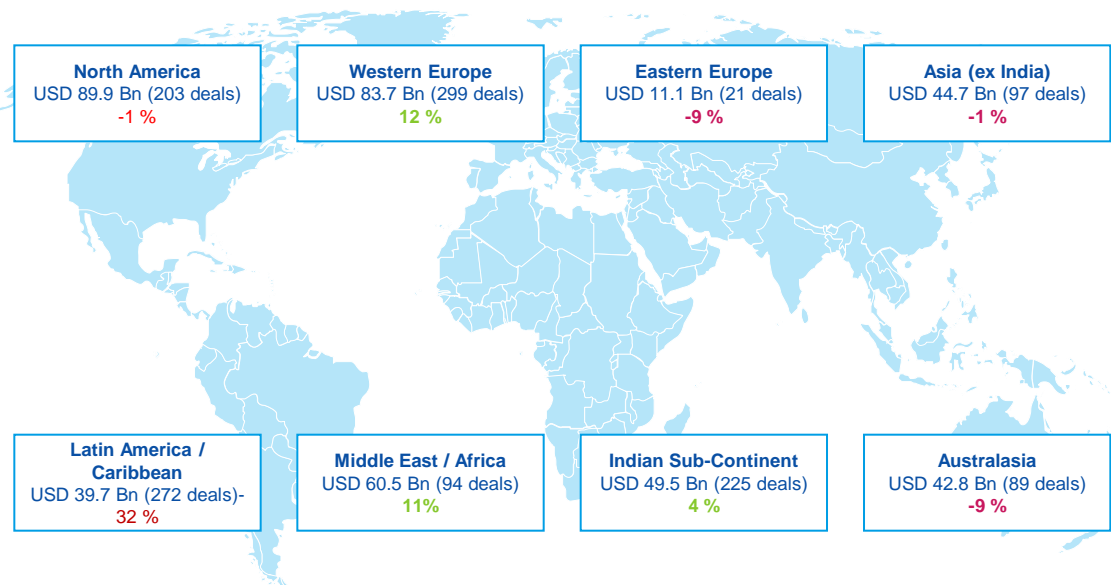 North America
USD 89.9 Bn (203 deals)
-1 %
Western Europe
USD 83.7 Bn (299 deals)
12 %
Eastern Europe
USD 11.1 Bn (21 deals)
-9 %
Asia (ex India)
USD 44.7 Bn (97 deals)
-1 %
Latin America /
Caribbean
USD 39.7 Bn (272 deals)-
32 %
Middle East / Africa
USD 60.5 Bn (94 deals)
11%
Indian Sub-Continent
USD 49.5 Bn (225 deals)
4 %
Australasia
USD 42.8 Bn (89 deals)
-9 %